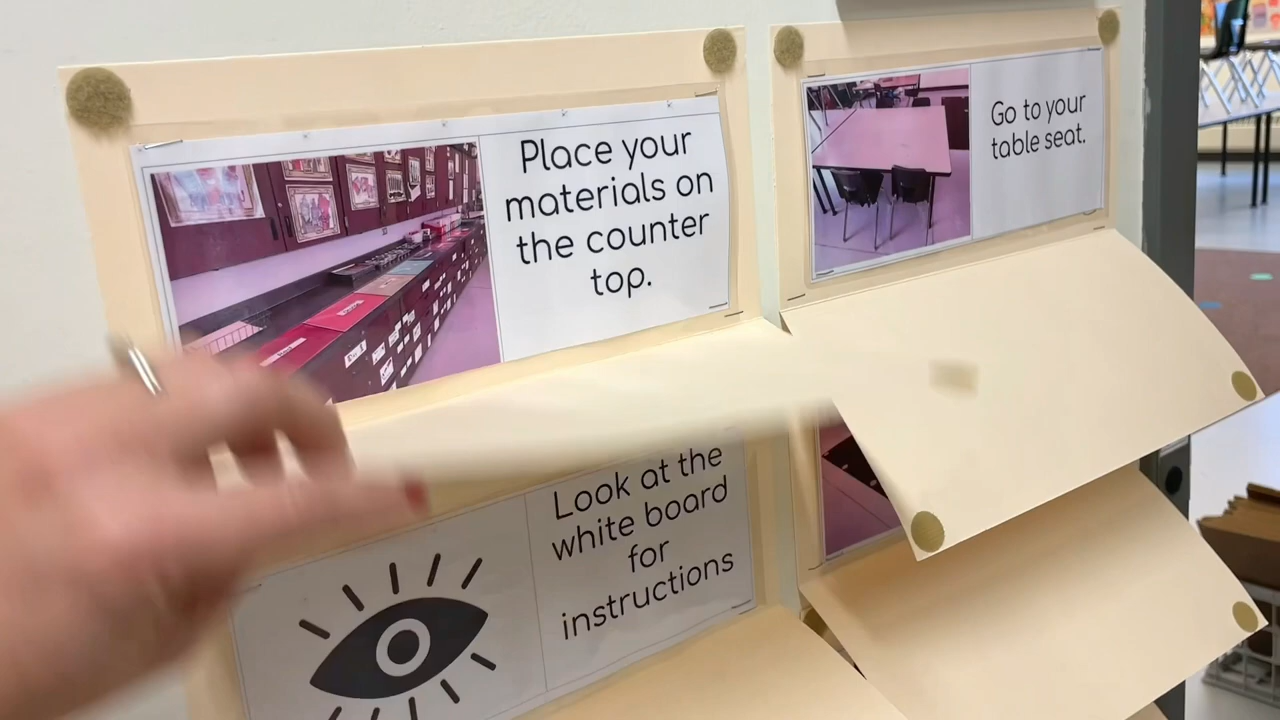 Place your
materials on
the counter
top.
Go to your
table seat.
Look at the
white board
for
instructions